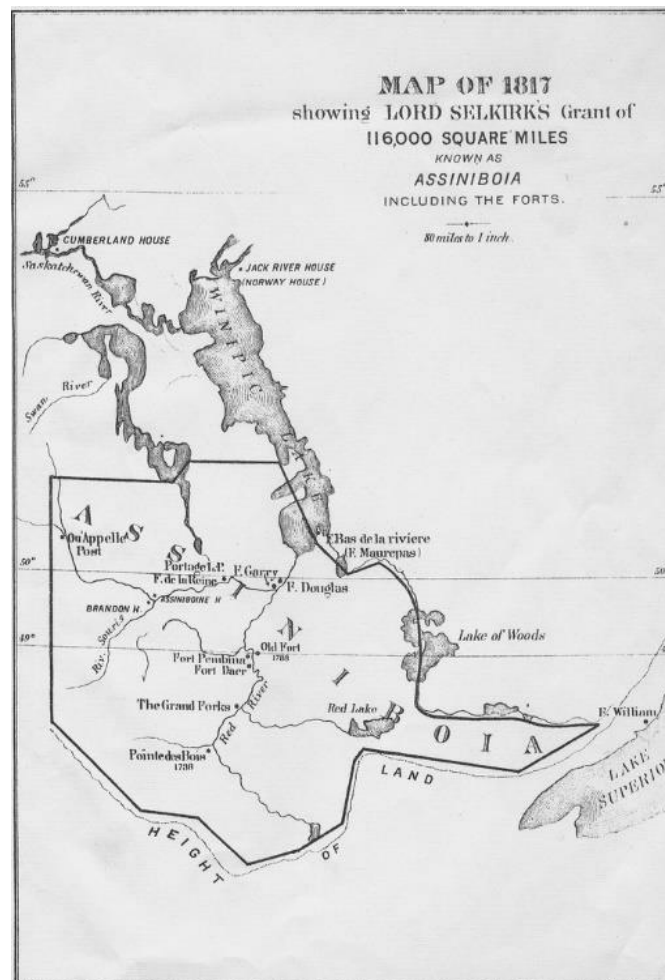 MAP OF 1817
showing LORD SELKIRKS Grant of
116,000 SQUARE MILES
KNOWN AS
ASSINIBOIA
INCLUDING THE FORTS.
80 miles to 1 inch.
55°
55°
CUMBERLAND HOUSE
Saskatchewan River
JACK RIVER HOUSE
(NORWAY HOUSE)
WINIPIC
LAKE
Swan River
ASSINIBOIA
Qu'Appelle
Post
F. Bas de la riviere
(F. Maurepas)
50°
50
Portage L.P.
F. de la Reine
F. Garry
F. Douglas
BRANDON H.
ASSINIBOINE H
Riv. Souris
Lake of Woods
49°
Old Fort
Fort Pembina
Fort Daer
The Grand Forks
Red River
Red Lake
F. William
Pointe des Bois
LAKE
SUPERIOR
HEIGHT OF LAND